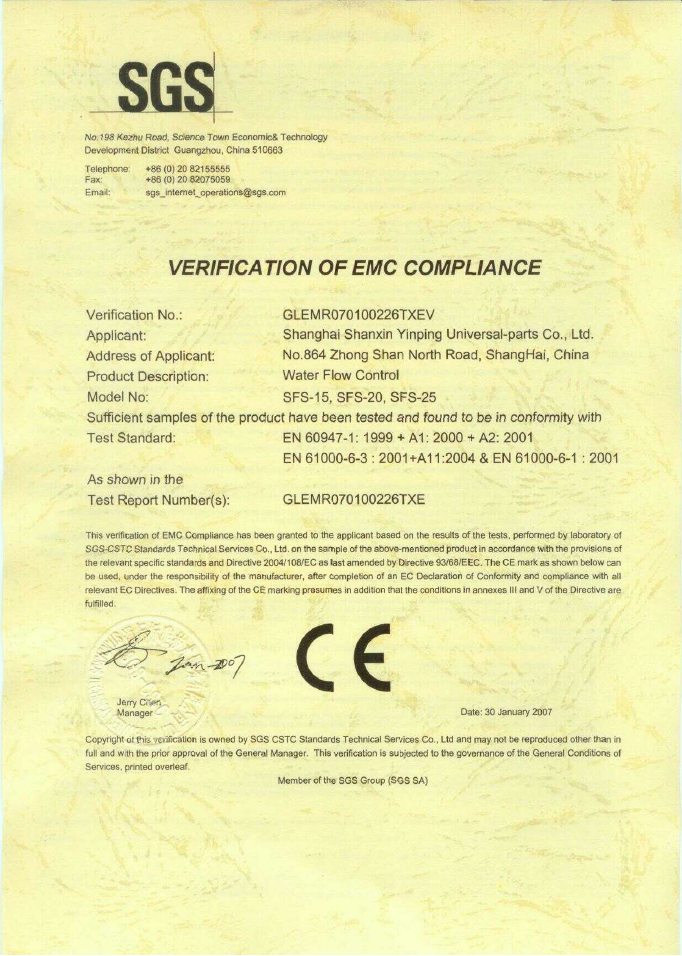 SGS
No.198 Kezhu Road, Science Town Economic& Technology
Development District Guangzhou, China 510663
Telephone: +86 (0) 20 82155555
Fax: +86 (0) 20 82075059
Email: sgs_internet_operations@sgs.com
VERIFICATION OF EMC COMPLIANCE
Verification No.: GLEMR070100226TXEV
Applicant: Shanghai Shanxin Yinping Universal-parts Co., Ltd.
Address of Applicant: No.864 Zhong Shan North Road, ShangHai, China
Product Description: Water Flow Control
Model No: SFS-15, SFS-20, SFS-25
Sufficient samples of the product have been tested and found to be in conformity with
Test Standard: EN 60947-1: 1999 + A1: 2000 + A2: 2001
EN 61000-6-3 : 2001+A11:2004 & EN 61000-6-1 : 2001
As shown in the
Test Report Number(s): GLEMR070100226TXE
This verification of EMC Compliance has been granted to the applicant based on the results of the tests, performed by laboratory of
SGS-CSTC Standards Technical Services Co., Ltd. on the sample of the above-mentioned product in accordance with the provisions of
the relevant specific standards and Directive 2004/108/EC as last amended by Directive 93/68/EEC. The CE mark as shown below can
be used, under the responsibility of the manufacturer, after completion of an EC Declaration of Conformity and compliance with all
relevant EC Directives. The affixing of the CE marking presumes in addition that the conditions in annexes III and V of the Directive are
fulfilled.
CE
Jerry Chen
Manager
Date: 30 January 2007
Copyright of this verification is owned by SGS CSTC Standards Technical Services Co., Ltd and may not be reproduced other than in
full and with the prior approval of the General Manager. This verification is subjected to the governance of the General Conditions of
Services, printed overleaf.
Member of the SGS Group (SGS SA)